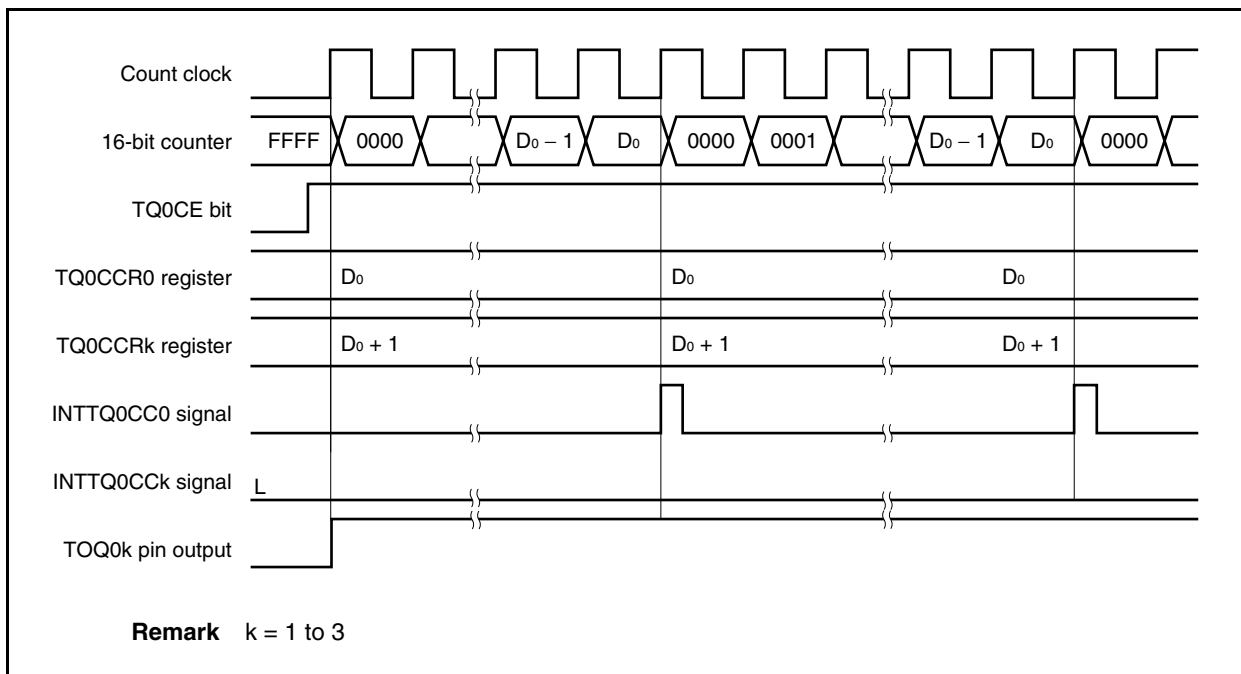 Count clock
16-bit counter FFFF 0000 D0 − 1 D0 0000 0001 D0 − 1 D0 0000
TQ0CE bit
TQ0CCR0 register D0 D0 D0
TQ0CCRk register D0 + 1 D0 + 1 D0 + 1
INTTQ0CC0 signal
INTTQ0CCk signal L
TOQ0k pin output
Remark k = 1 to 3